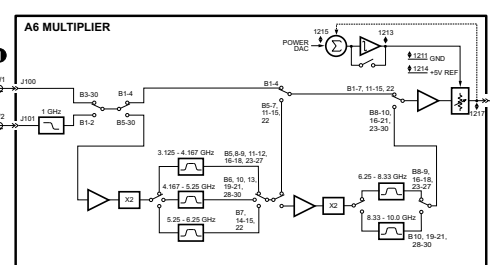 A6 MULTIPLIER
1215
1213
POWER
DAC
Σ
1211 GND
1214 +5V REF
J100
B3-30
B1-4
B1-4
B1-7, 11-15, 22
1217
J101
1 GHz
B1-2
B5-30
B5-7,
11-15,
22
B8-10,
16-21,
23-30
3.125 - 4.167 GHz
B5,8-9, 11-12,
16-18, 23-27
4.167 - 5.25 GHz
B6, 10, 13,
19-21,
28-30
5.25 - 6.25 GHz
B7,
14-15,
22
X2
X2
6.25 - 8.33 GHz
B8-9,
16-18,
23-27
8.33 - 10.0 GHz
B10, 19-21,
28-30